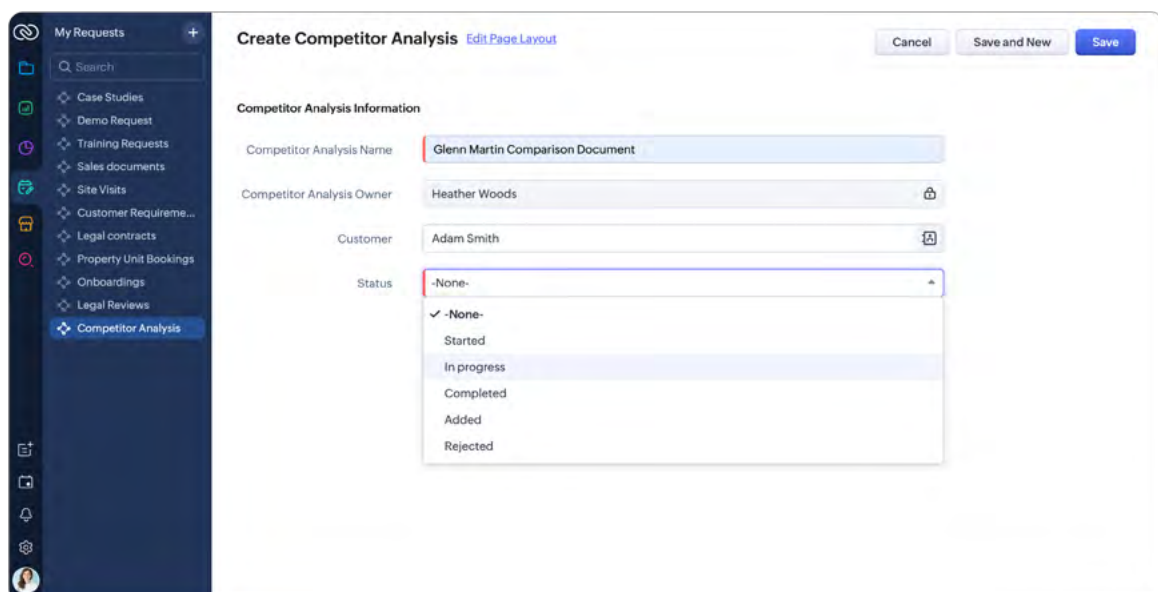 My Requests
+
Search
Case Studies
Demo Request
Training Requests
Sales documents
Site Visits
Customer Requireme...
Legal contracts
Property Unit Bookings
Onboardings
Legal Reviews
Competitor Analysis
Create Competitor Analysis Edit Page Layout
Cancel
Save and New
Save
Competitor Analysis Information
Competitor Analysis Name Glenn Martin Comparison Document
Competitor Analysis Owner Heather Woods
Customer Adam Smith
Status -None-
-None-
Started
In progress
Completed
Added
Rejected